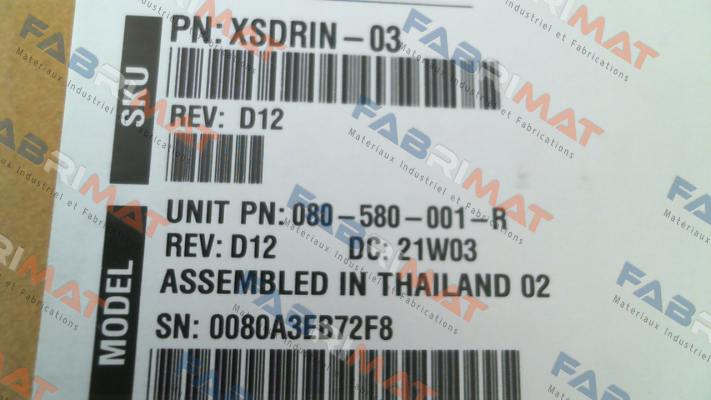 PN: XSDRIN-03
SKU
REV: D12
UNIT PN: 080-580-001-R
REV: D12 DC: 21W03
ASSEMBLED IN THAILAND 02
MODEL
SN: 0080A3EB72F8
FABRIMAT
Matériaux Industriel et Fabrications